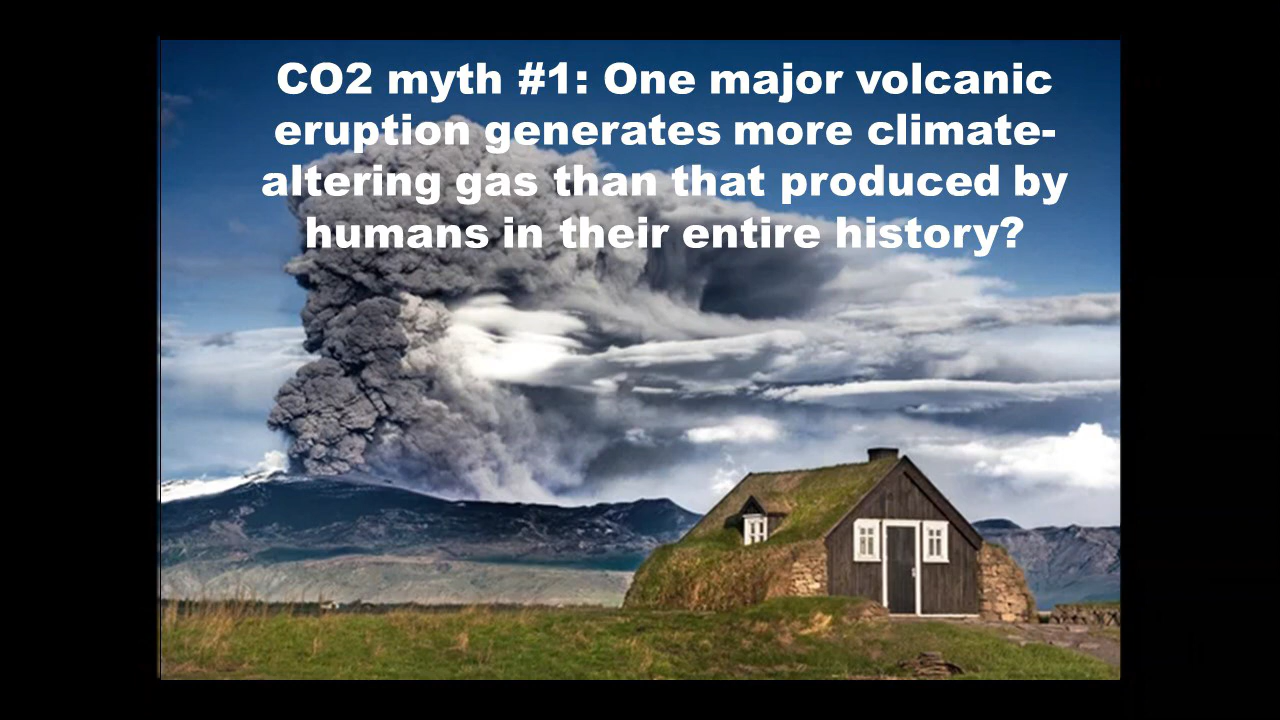 CO2 myth #1: One major volcanic
eruption generates more climate-
altering gas than that produced by
humans in their entire history?